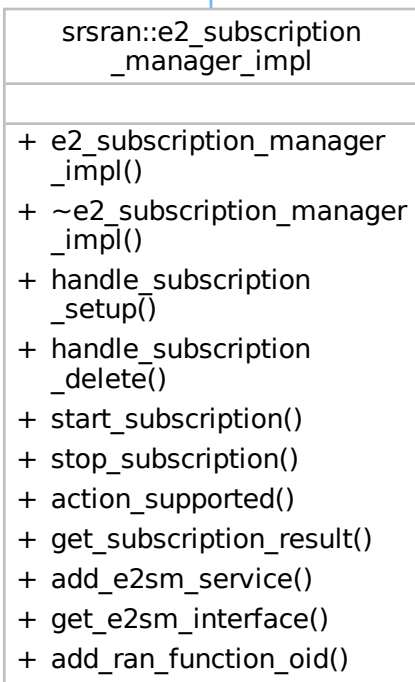 srsran::e2_subscription
_manager_impl
+ e2_subscription_manager
_impl()
+ ~e2_subscription_manager
_impl()
+ handle_subscription
_setup()
+ handle_subscription
_delete()
+ start_subscription()
+ stop_subscription()
+ action_supported()
+ get_subscription_result()
+ add_e2sm_service()
+ get_e2sm_interface()
+ add_ran_function_oid()